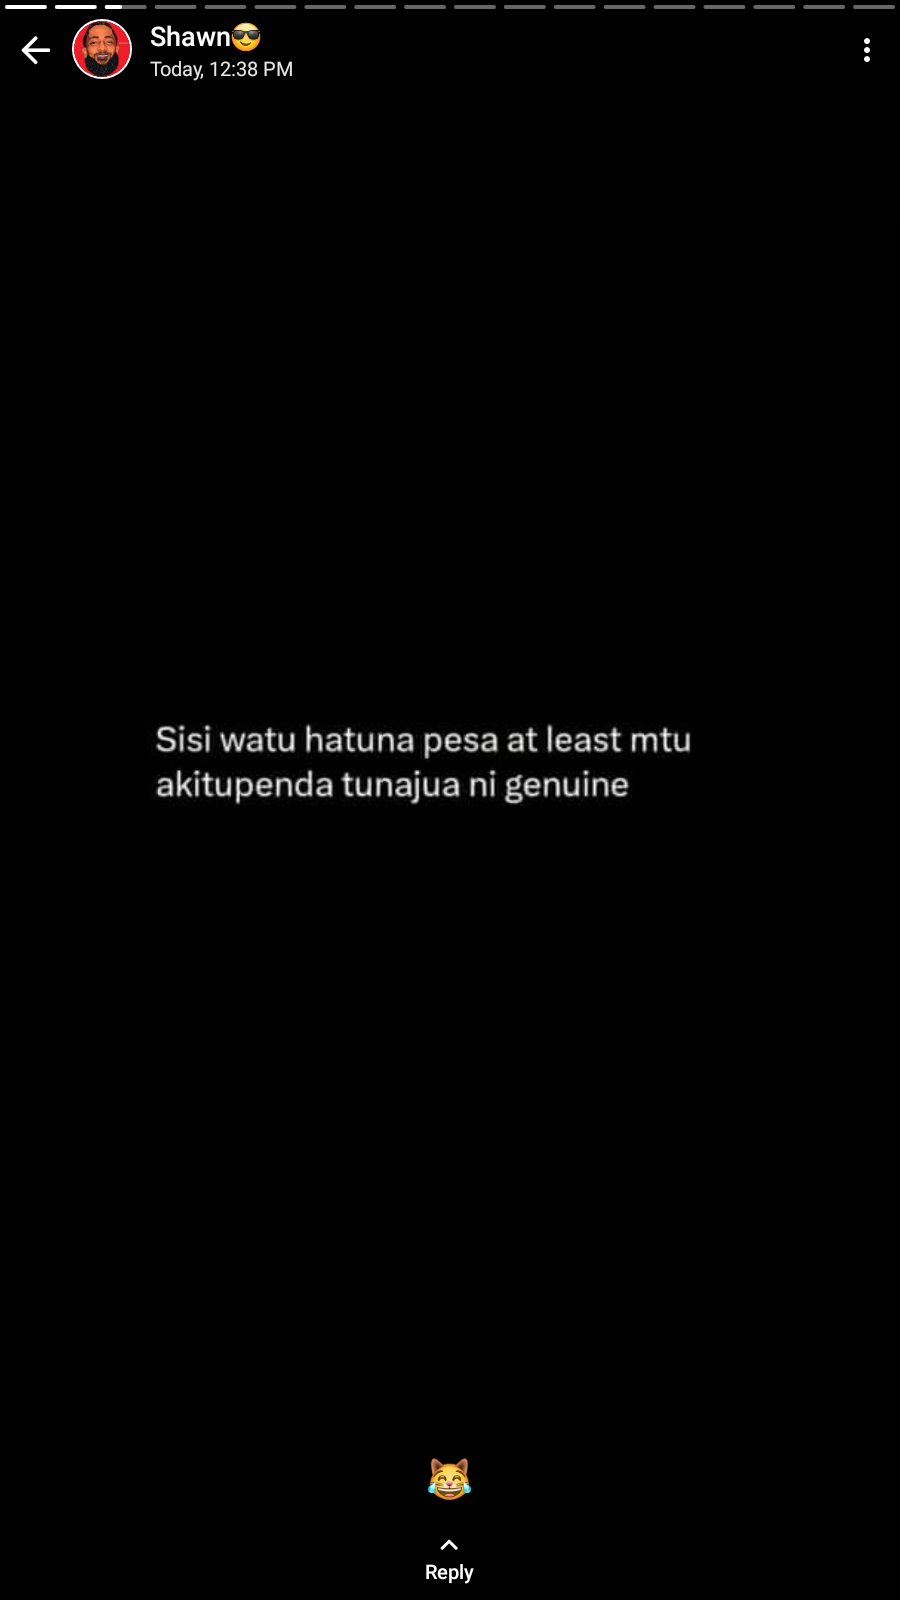 Shawn😎
Today, 12:38 PM
Sisi watu hatuna pesa at least mtu
akitupenda tunajua ni genuine
😹
Reply